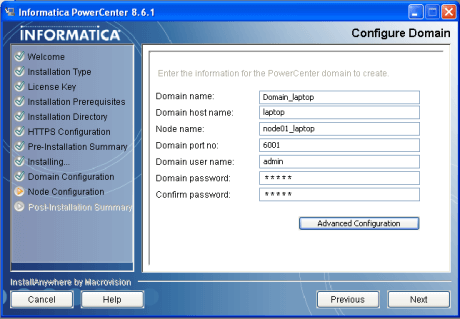 Informatica PowerCenter 8.6.1
INFORMATICA
Configure Domain
Welcome
Installation Type
License Key
Installation Prerequisites
Installation Directory
HTTPS Configuration
Pre-Installation Summary
Installing...
Domain Configuration
Node Configuration
Post-Installation Summary
Enter the information for the PowerCenter domain to create.
Domain name: Domain_laptop
Domain host name: laptop
Node name: node01_laptop
Domain port no: 6001
Domain user name: admin
Domain password: *****
Confirm password: *****
Advanced Configuration
InstallAnywhere by Macrovision
Cancel Help Previous Next